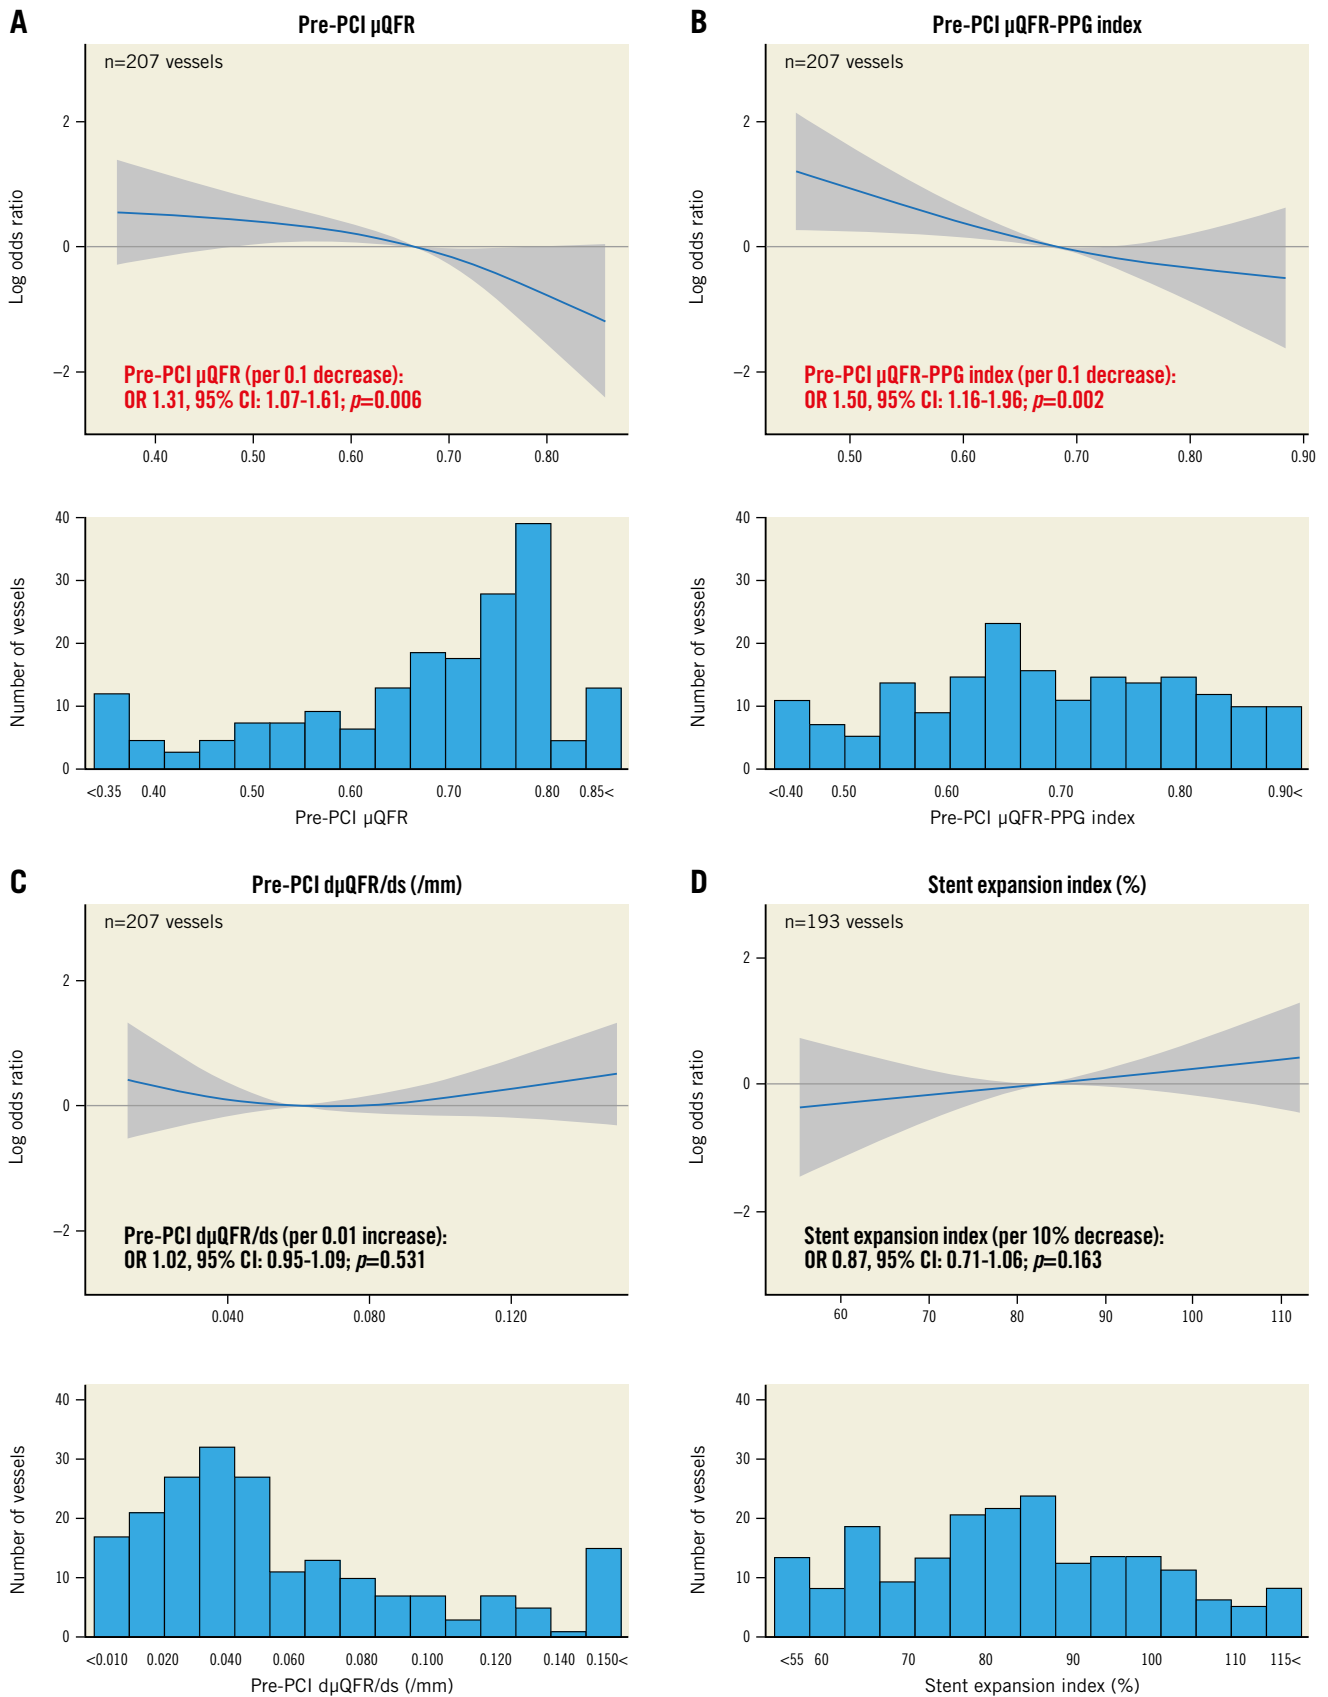 A
Pre-PCI µQFR
n=207 vessels
Log odds ratio
2
0
−2
Pre-PCI µQFR (per 0.1 decrease):
OR 1.31, 95% CI: 1.07-1.61; p=0.006
0.40 0.50 0.60 0.70 0.80
Number of vessels
40
30
20
10
0
<0.35 0.40 0.50 0.60 0.70 0.80 0.85<
Pre-PCI µQFR
B
Pre-PCI µQFR-PPG index
n=207 vessels
Log odds ratio
2
0
−2
Pre-PCI µQFR-PPG index (per 0.1 decrease):
OR 1.50, 95% CI: 1.16-1.96; p=0.002
0.50 0.60 0.70 0.80 0.90
Number of vessels
40
30
20
10
0
<0.40 0.50 0.60 0.70 0.80 0.90<
Pre-PCI µQFR-PPG index
C
Pre-PCI dµQFR/ds (/mm)
n=207 vessels
Log odds ratio
2
0
−2
Pre-PCI dµQFR/ds (per 0.01 increase):
OR 1.02, 95% CI: 0.95-1.09; p=0.531
0.040 0.080 0.120
Number of vessels
40
30
20
10
0
<0.010 0.020 0.040 0.060 0.080 0.100 0.120 0.140 0.150<
Pre-PCI dµQFR/ds (/mm)
D
Stent expansion index (%)
n=193 vessels
Log odds ratio
2
0
−2
Stent expansion index (per 10% decrease):
OR 0.87, 95% CI: 0.71-1.06; p=0.163
60 70 80 90 100 110
Number of vessels
40
30
20
10
0
<55 60 70 80 90 100 110 115<
Stent expansion index (%)